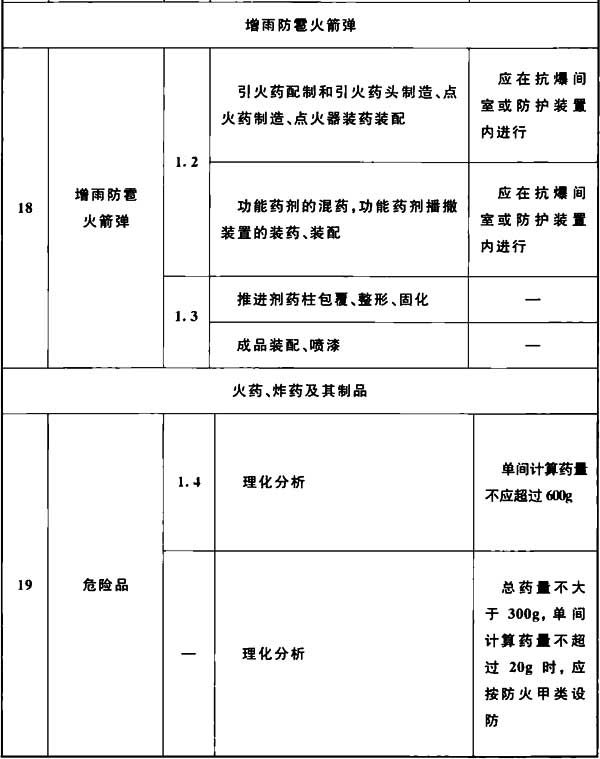 增雨防雹火箭弹
18
增雨防雹
火箭弹
1.2
引火药配制和引火药头制造、点
火药制造、点火器装药装配
应在抗爆间
室或防护装置
内进行
功能药剂的混药,功能药剂播撒
装置的装药、装配
应在抗爆间
室或防护装置
内进行
1.3
推进剂药柱包覆、整形、固化
—
成品装配、喷漆
—
火药、炸药及其制品
19
危险品
1.4
理化分析
单间计算药量
不应超过 600g
—
理化分析
总药量不大
于 300g,单间
计算药量不超
过 20g 时,应
按防火甲类设
防